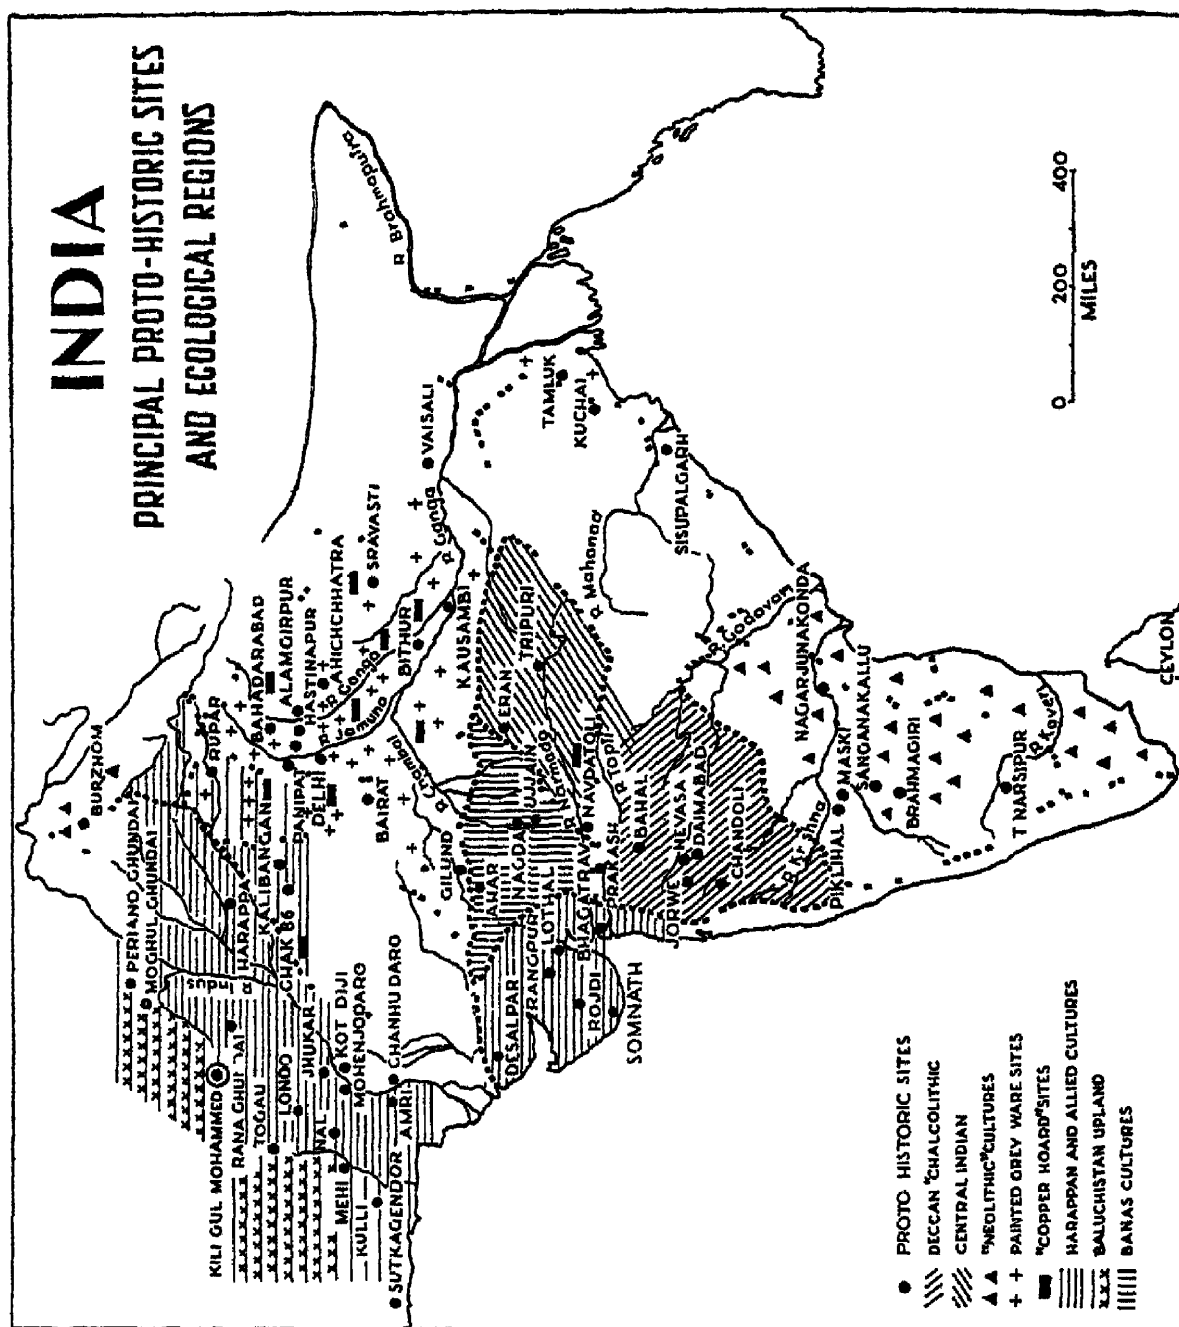 INDIA
PRINCIPAL PROTO-HISTORIC SITES
AND ECOLOGICAL REGIONS
BURZHOM
PERIANO GHUNDAI
MOGHUL GHUNDAI
KILI GUL MOHAMMED
RANA GHUNDAI
TOGAU
LONDO
JHUKAR
NAL
KOT DIJI
MOHENJODARO
MEHI
KULLI
CHANHUDARO
AMRI
SUTKAGENDOR
R Indus
HARAPPA
RUPAR
KALIBANGAN
CHAK 86
BAHADARABAD
ALAMGIRPUR
HASTINAPUR
PANIPAT
DELHI
AHICHCHHATRA
BAIRAT
SRAVASTI
R Ganga
BITHUR
R Ganga
KAUSAMBI
VAISALI
R Brahmaputra
R Chambal
GILUND
AHAR
NAGDA
UJJAIN
ERAN
TRIPURI
R Narmada
NAVDATOLI
DESALPAR
RANGPUR
LOTHAL
BHAGATRAV
ROJDI
SOMNATH
PRAKASH
R Tapti
BAHAL
JORWE
NEVASA
DAIMABAD
CHANDOLI
R Mahanadi
SISUPALGARH
TAMLUK
KUCHAI
R Godavari
NAGARJUNAKONDA
R Krishna
PIKLIHAL
MASKI
SANGANAKALLU
BRAHMAGIRI
T NARSIPUR
R Kaveri
CEYLON
0 200 400
MILES
PROTO HISTORIC SITES
DECCAN "CHALCOLITHIC
CENTRAL INDIAN
"NEOLITHIC" CULTURES
PAINTED GREY WARE SITES
"COPPER HOARD" SITES
HARAPPAN AND ALLIED CULTURES
BALUCHISTAN UPLAND
BANAS CULTURES